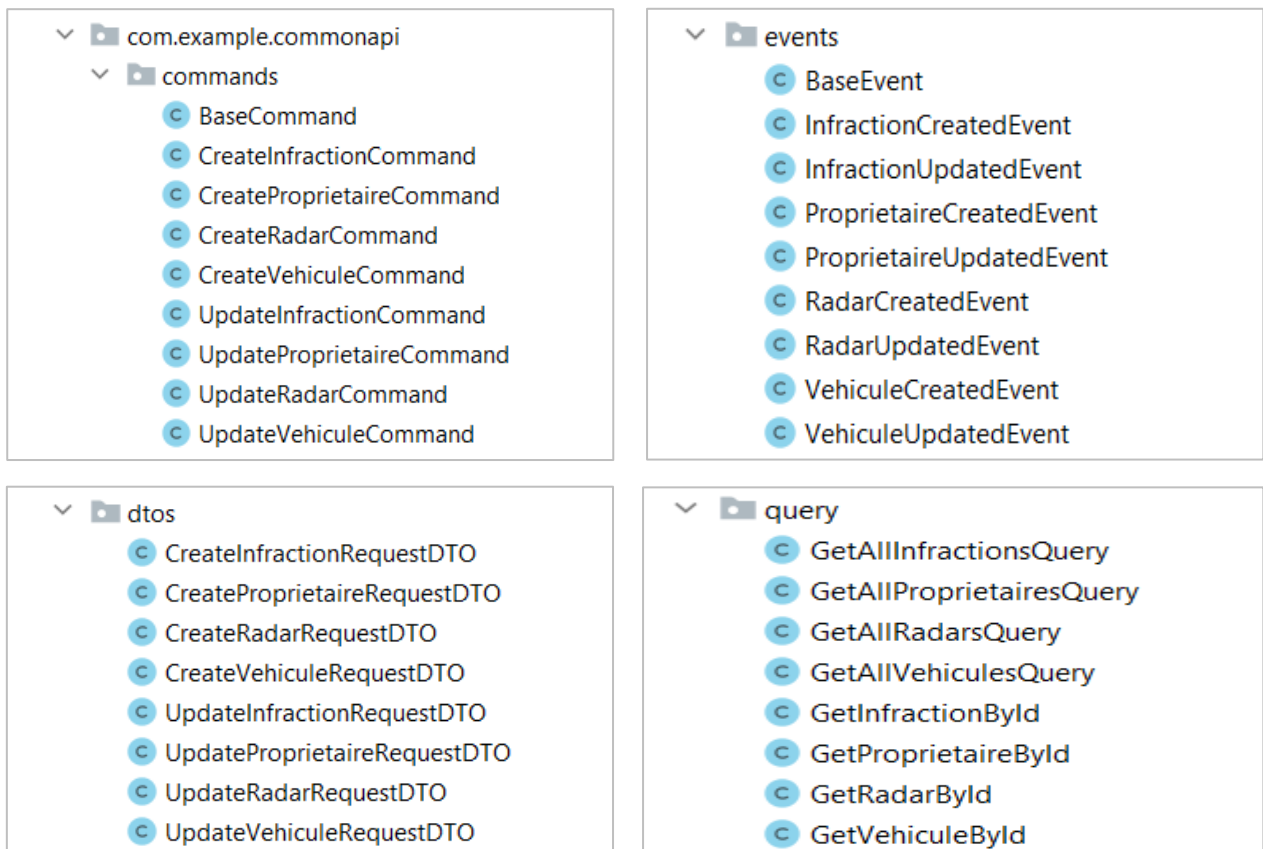 com.example.commonapi
commands
BaseCommand
CreateInfractionCommand
CreateProprietaireCommand
CreateRadarCommand
CreateVehiculeCommand
UpdateInfractionCommand
UpdateProprietaireCommand
UpdateRadarCommand
UpdateVehiculeCommand
events
BaseEvent
InfractionCreatedEvent
InfractionUpdatedEvent
ProprietaireCreatedEvent
ProprietaireUpdatedEvent
RadarCreatedEvent
RadarUpdatedEvent
VehiculeCreatedEvent
VehiculeUpdatedEvent
dtos
CreateInfractionRequestDTO
CreateProprietaireRequestDTO
CreateRadarRequestDTO
CreateVehiculeRequestDTO
UpdateInfractionRequestDTO
UpdateProprietaireRequestDTO
UpdateRadarRequestDTO
UpdateVehiculeRequestDTO
query
GetAllInfractionsQuery
GetAllProprietairesQuery
GetAllRadarsQuery
GetAllVehiculesQuery
GetInfractionById
GetProprietaireById
GetRadarById
GetVehiculeById